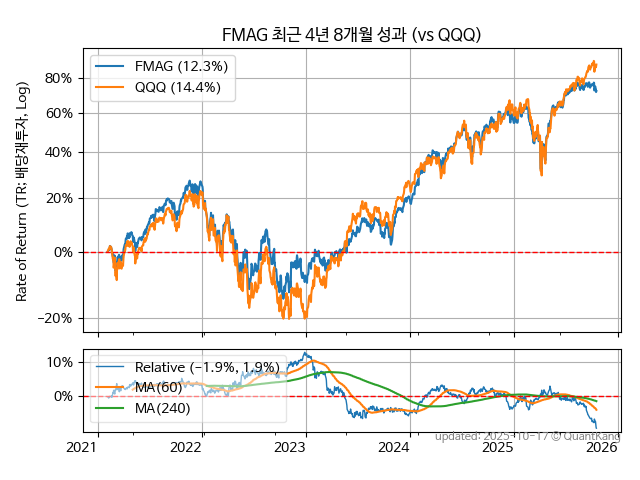 FMAG 최근 4년 8개월 성과 (vs QQQ)
Rate of Return (TR: 배당재투자, Log)
FMAG (12.3%)
QQQ (14.4%)
80%
60%
40%
20%
0%
−20%
10%
0%
Relative (−1.9%, 1.9%)
MA(60)
MA(240)
2021
2022
2023
2024
2025
2026
updated: 2025-10-17 © QuantKang